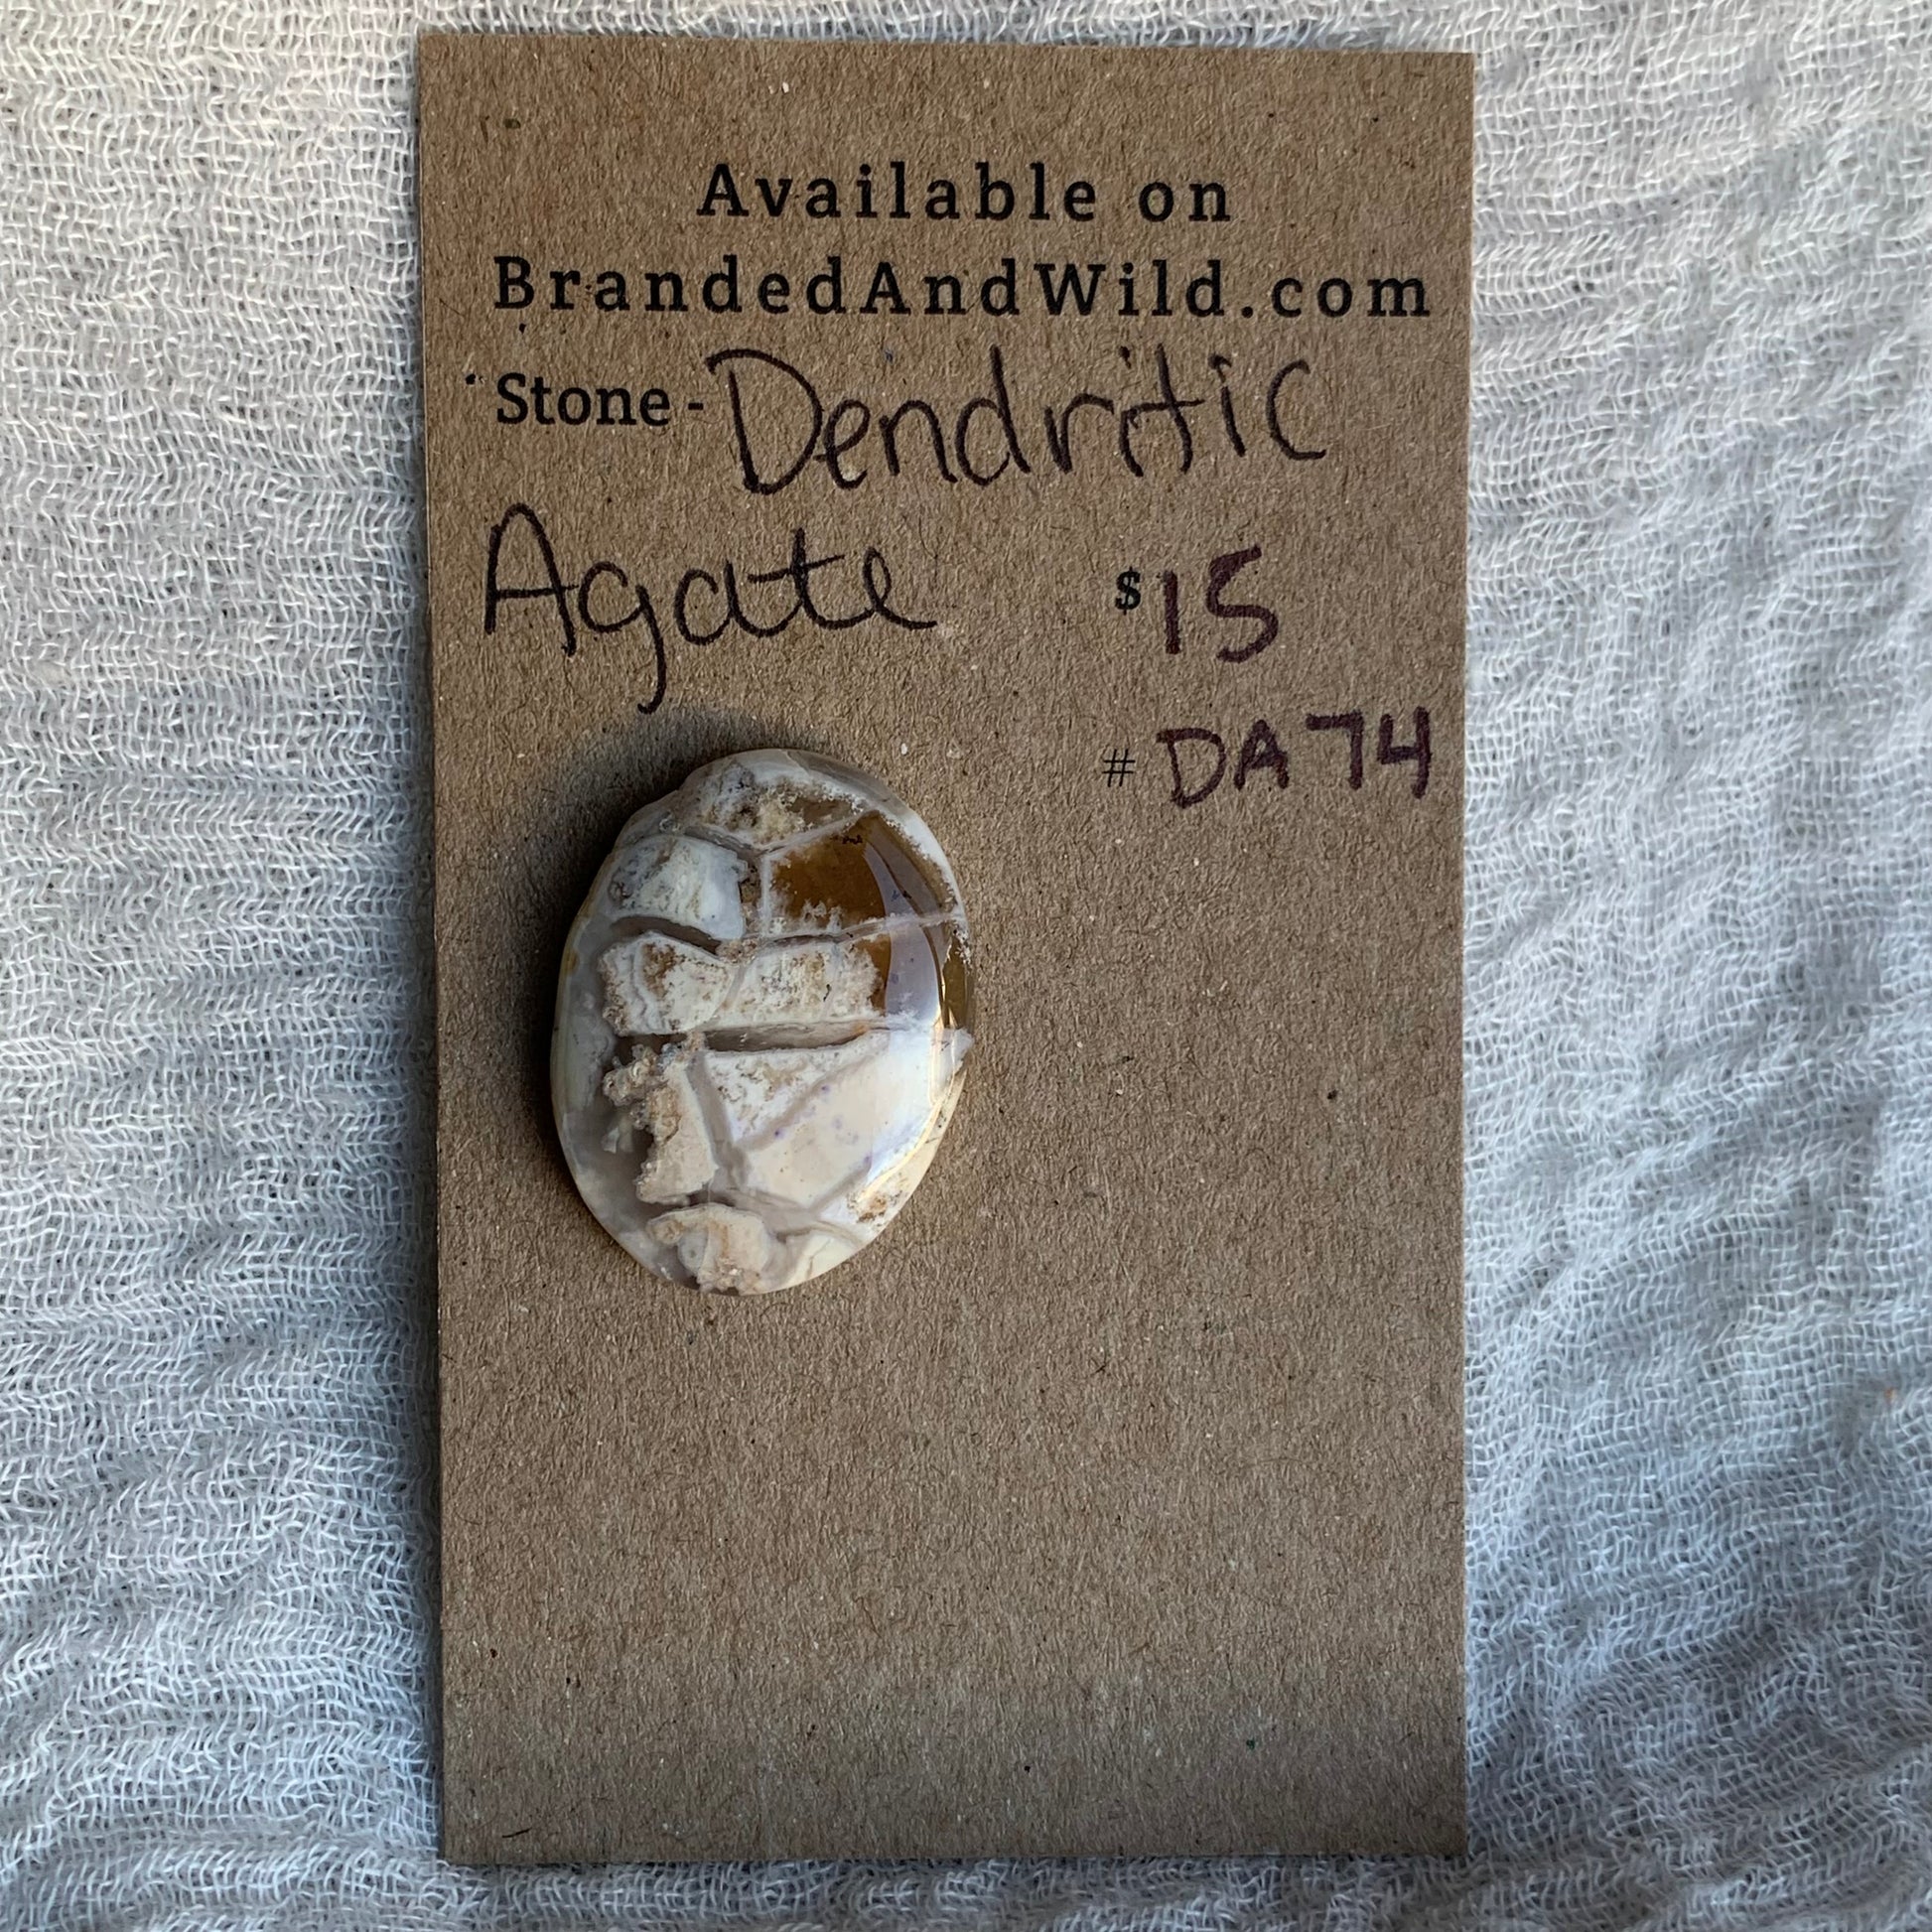 Available on
BrandedAndWild.com
Stone - Dendritic
Agate $15
# DA74